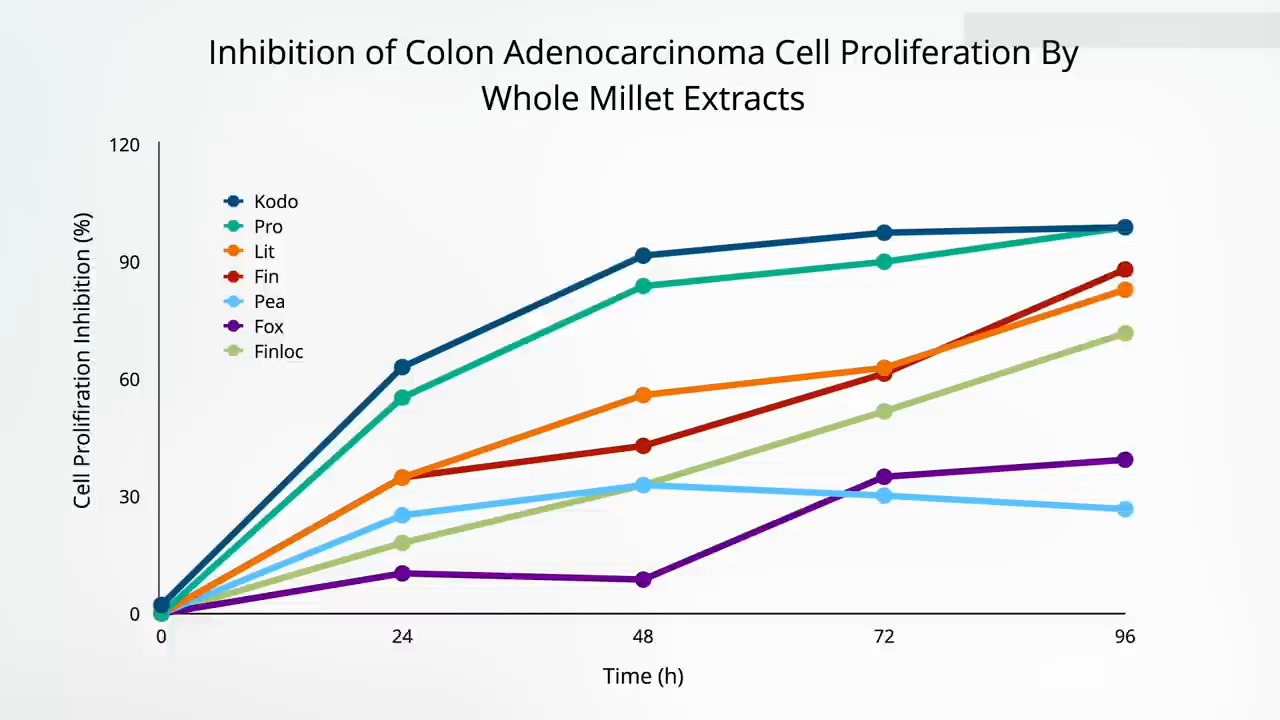 Inhibition of Colon Adenocarcinoma Cell Proliferation By
Whole Millet Extracts
120
90
60
30
0
Cell Prolifiration Inhibition (%)
Kodo
Pro
Lit
Fin
Pea
Fox
Finloc
0 24 48 72 96
Time (h)